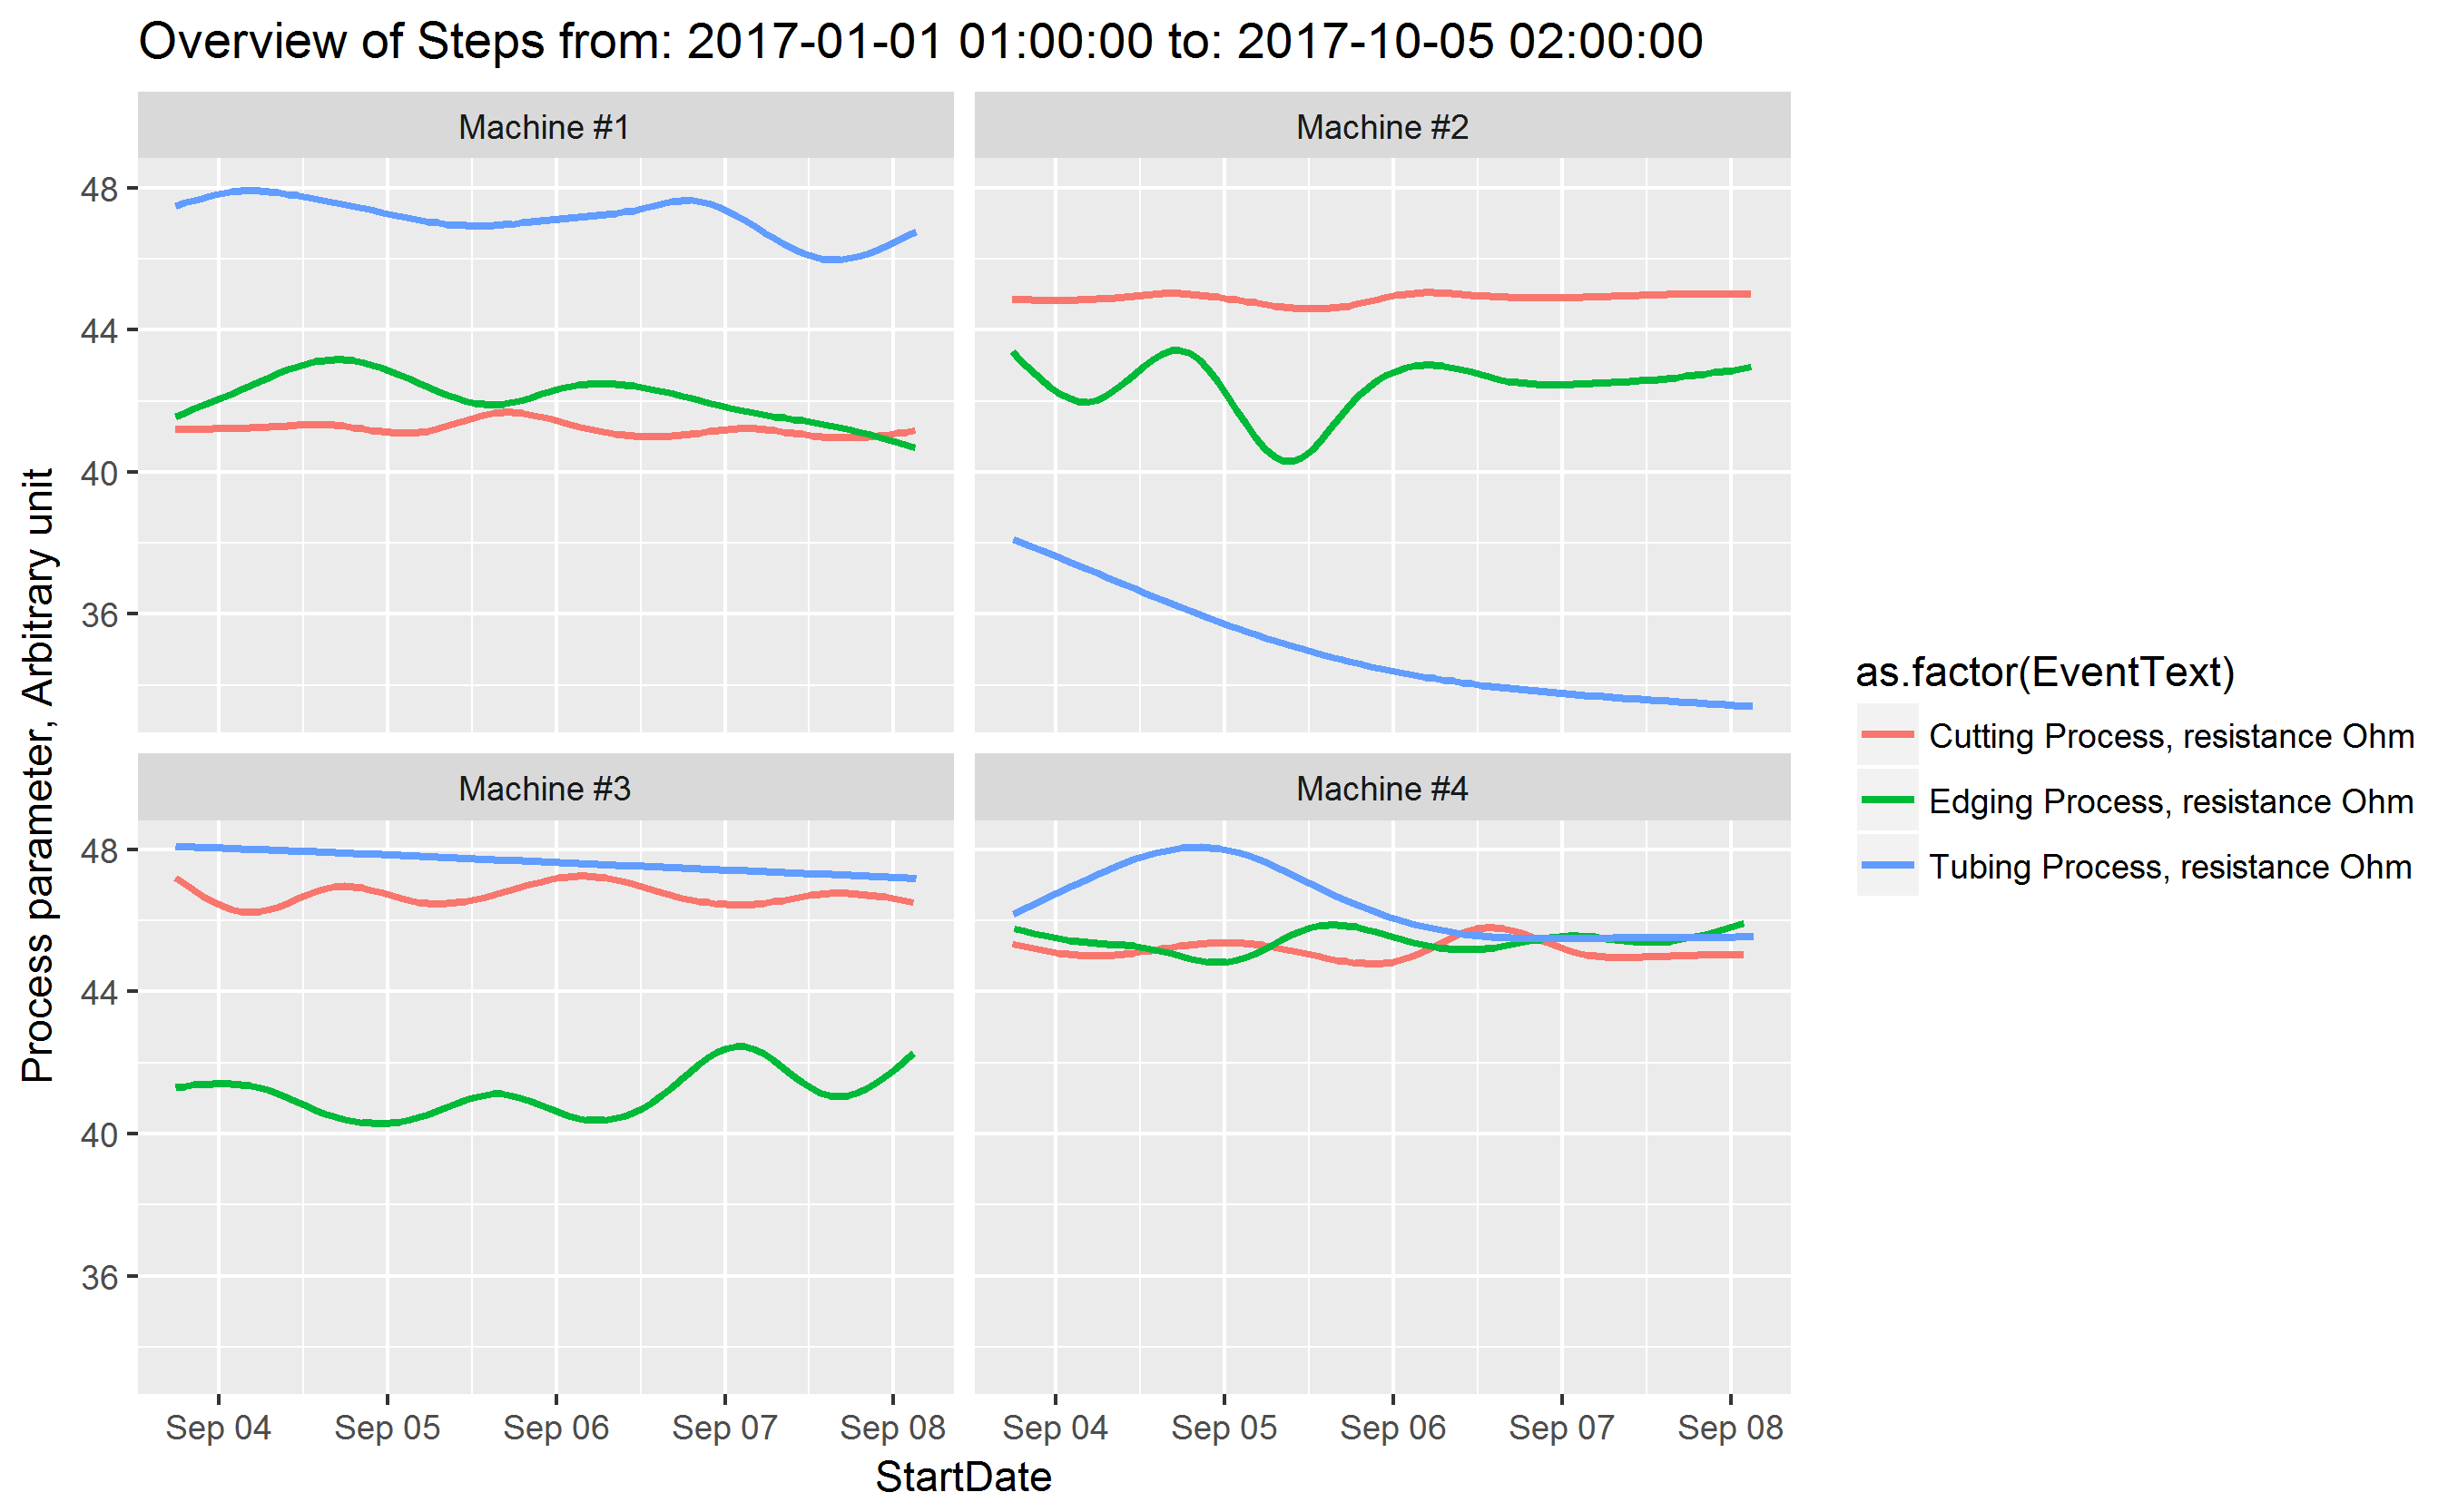 Overview of Steps from: 2017-01-01 01:00:00 to: 2017-10-05 02:00:00
Machine #1
Machine #2
48
44
40
36
Process parameter, Arbitrary unit
as.factor(EventText)
Cutting Process, resistance Ohm
Edging Process, resistance Ohm
Tubing Process, resistance Ohm
Machine #3
Machine #4
48
44
40
36
Sep 04 Sep 05 Sep 06 Sep 07 Sep 08
Sep 04 Sep 05 Sep 06 Sep 07 Sep 08
StartDate